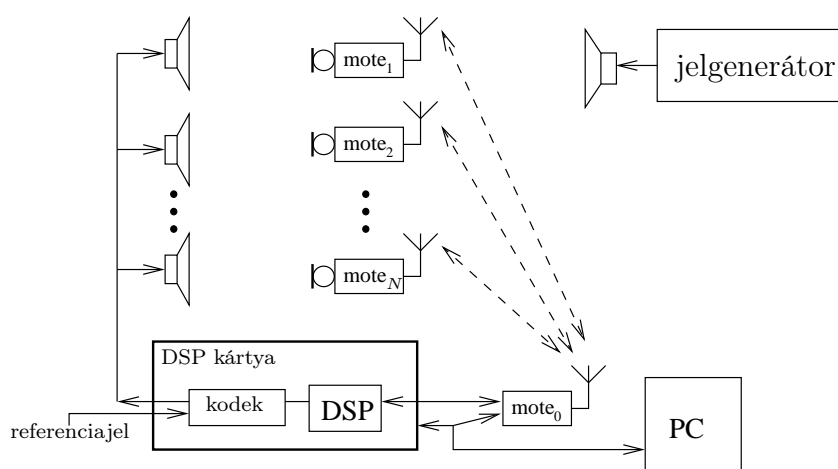 mote1
jelgenerátor
mote2
moteN
DSP kártya
kodek
DSP
mote0
referenciajel
PC